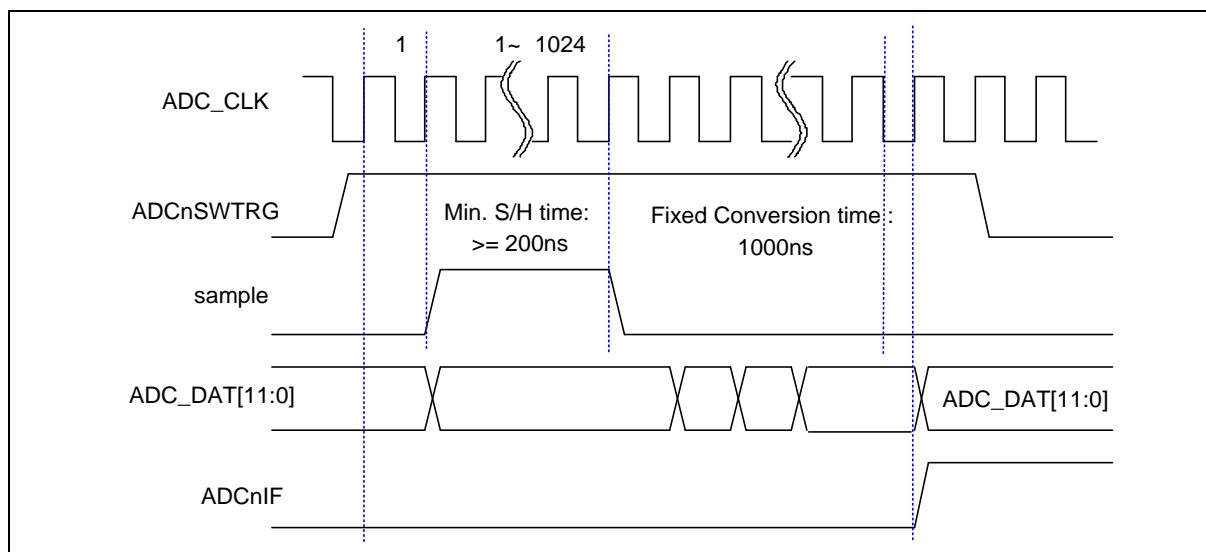 1
1~ 1024
ADC_CLK
ADCnSWTRG
Min. S/H time:
>= 200ns
Fixed Conversion time :
1000ns
sample
ADC_DAT[11:0]
ADC_DAT[11:0]
ADCnIF